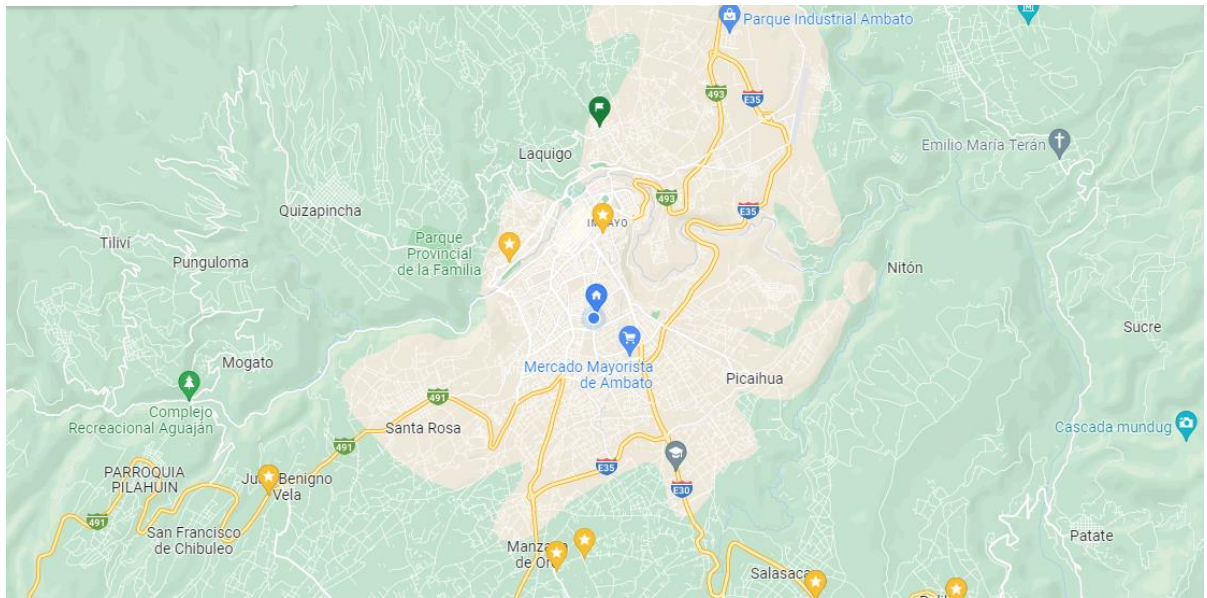 Parque Industrial Ambato
493
E35
Emilio María Terán
Laquigo
493
E35
Quizapincha
Parque
Provincial
de la Familia
Tiliví
Punguloma
Nitón
Sucre
Mercado Mayorista
de Ambato
Mogato
Picaihua
491
Complejo
Recreacional Aguaján
Santa Rosa
Cascada mundug
491
E35
E30
PARROQUIA
PILAHUIN
Benigno
Vela
491
San Francisco
de Chibuleo
Patate
de
Salasaca